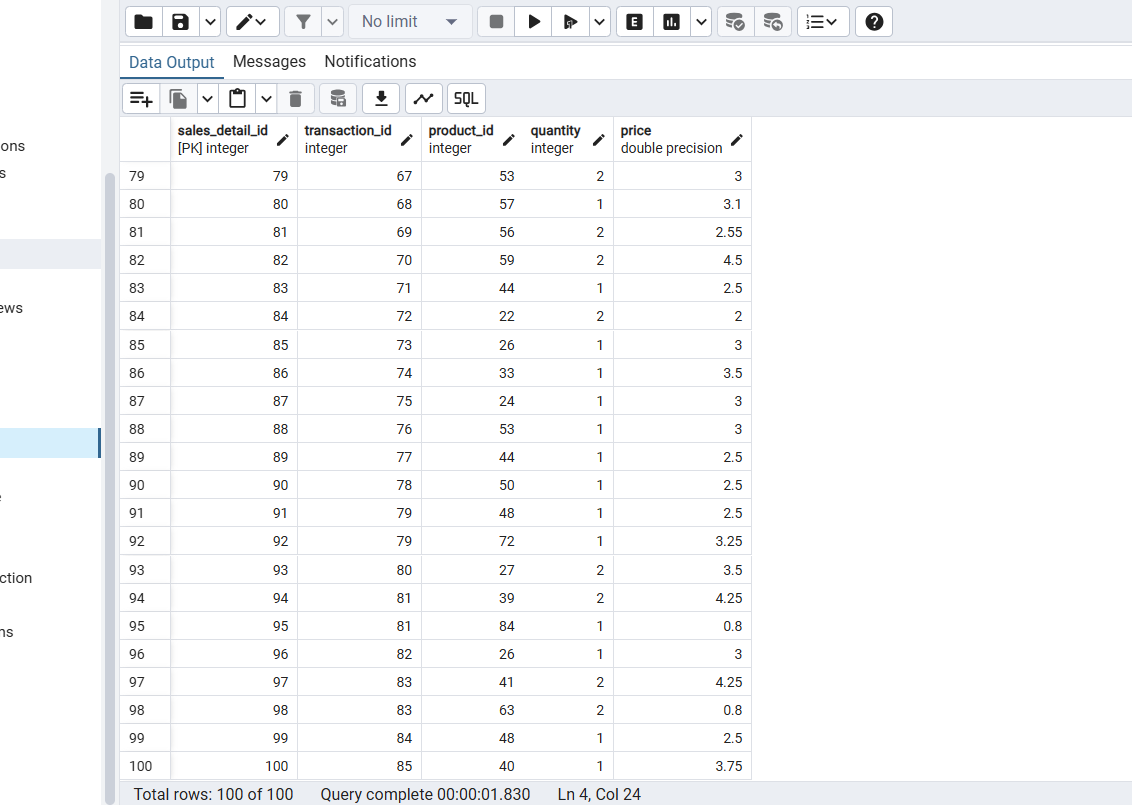 No limit
Data Output Messages Notifications
SQL
sales_detail_id transaction_id product_id quantity price
[PK] integer integer integer integer double precision
79 79 67 53 2 3
80 80 68 57 1 3.1
81 81 69 56 2 2.55
82 82 70 59 2 4.5
83 83 71 44 1 2.5
84 84 72 22 2 2
85 85 73 26 1 3
86 86 74 33 1 3.5
87 87 75 24 1 3
88 88 76 53 1 3
89 89 77 44 1 2.5
90 90 78 50 1 2.5
91 91 79 48 1 2.5
92 92 79 72 1 3.25
93 93 80 27 2 3.5
94 94 81 39 2 4.25
95 95 81 84 1 0.8
96 96 82 26 1 3
97 97 83 41 2 4.25
98 98 83 63 2 0.8
99 99 84 48 1 2.5
100 100 85 40 1 3.75
Total rows: 100 of 100 Query complete 00:00:01.830 Ln 4, Col 24
ons
s
ews
ction